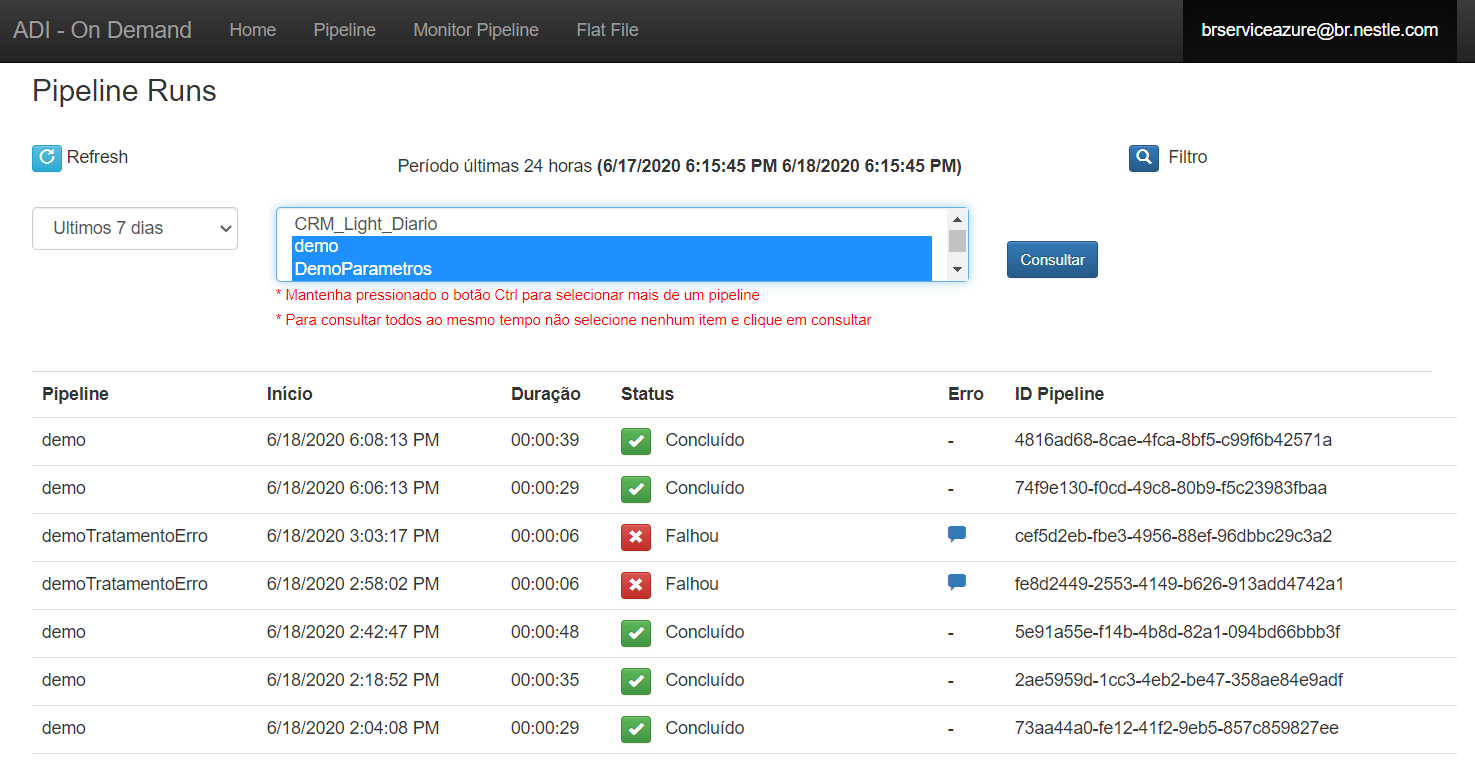 ADI - On Demand Home Pipeline Monitor Pipeline Flat File brserviceazure@br.nestle.com
Pipeline Runs
Refresh Período últimas 24 horas (6/17/2020 6:15:45 PM 6/18/2020 6:15:45 PM) Filtro
Ultimos 7 dias
CRM_Light_Diario
demo
DemoParametros
Consultar
* Mantenha pressionado o botão Ctrl para selecionar mais de um pipeline
* Para consultar todos ao mesmo tempo não selecione nenhum item e clique em consultar
Pipeline Início Duração Status Erro ID Pipeline
demo 6/18/2020 6:08:13 PM 00:00:39 Concluído - 4816ad68-8cae-4fca-8bf5-c99f6b42571a
demo 6/18/2020 6:06:13 PM 00:00:29 Concluído - 74f9e130-f0cd-49c8-80b9-f5c23983fbaa
demoTratamentoErro 6/18/2020 3:03:17 PM 00:00:06 Falhou cef5d2eb-fbe3-4956-88ef-96dbbc29c3a2
demoTratamentoErro 6/18/2020 2:58:02 PM 00:00:06 Falhou fe8d2449-2553-4149-b626-913add4742a1
demo 6/18/2020 2:42:47 PM 00:00:48 Concluído - 5e91a55e-f14b-4b8d-82a1-094bd66bbb3f
demo 6/18/2020 2:18:52 PM 00:00:35 Concluído - 2ae5959d-1cc3-4eb2-be47-358ae84e9adf
demo 6/18/2020 2:04:08 PM 00:00:29 Concluído - 73aa44a0-fe12-41f2-9eb5-857c859827ee